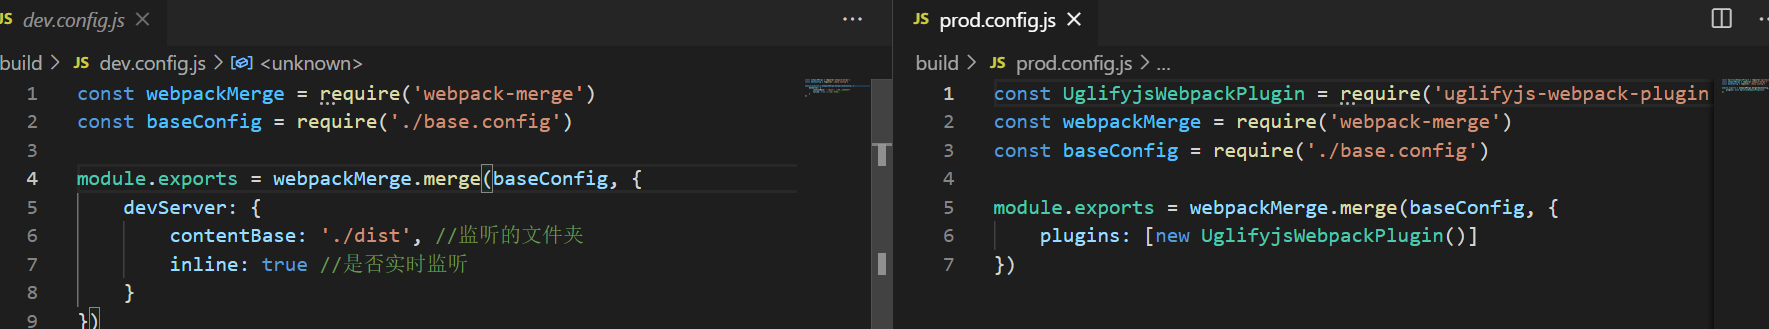 JS dev.config.js
build > JS dev.config.js > <unknown>
1 const webpackMerge = require('webpack-merge')
2 const baseConfig = require('./base.config')
3
4 module.exports = webpackMerge.merge(baseConfig, {
5 devServer: {
6 contentBase: './dist', //监听的文件夹
7 inline: true //是否实时监听
8 }
9 })
JS prod.config.js
build > JS prod.config.js > ...
1 const UglifyjsWebpackPlugin = require('uglifyjs-webpack-plugin
2 const webpackMerge = require('webpack-merge')
3 const baseConfig = require('./base.config')
4
5 module.exports = webpackMerge.merge(baseConfig, {
6 plugins: [new UglifyjsWebpackPlugin()]
7 })